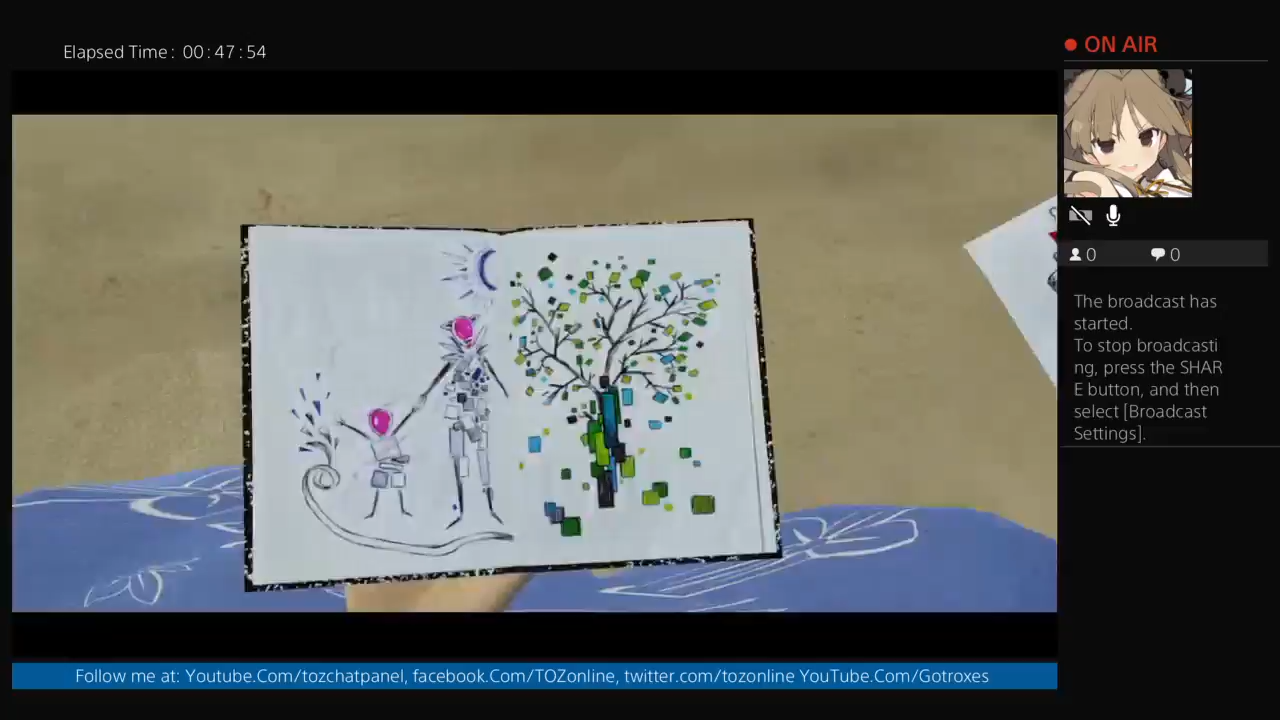 Elapsed Time: 00:47:54
ON AIR
0
0
The broadcast has
started.
To stop broadcasti
ng, press the SHAR
E button, and then
select [Broadcast
Settings].
Follow me at: Youtube.Com/tozchatpanel, facebook.Com/TOZonline, twitter.com/tozonline YouTube.Com/Gotroxes